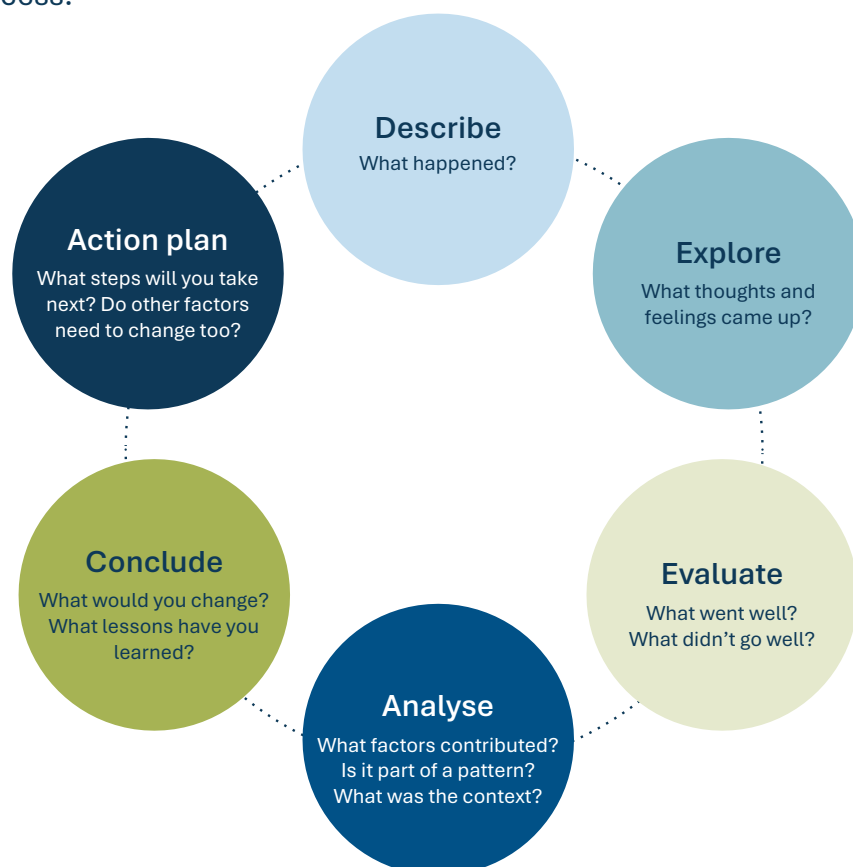 Describe
What happened?
Explore
What thoughts and
feelings came up?
Evaluate
What went well?
What didn't go well?
Analyse
What factors contributed?
Is it part of a pattern?
What was the context?
Conclude
What would you change?
What lessons have you
learned?
Action plan
What steps will you take
next? Do other factors
need to change too?